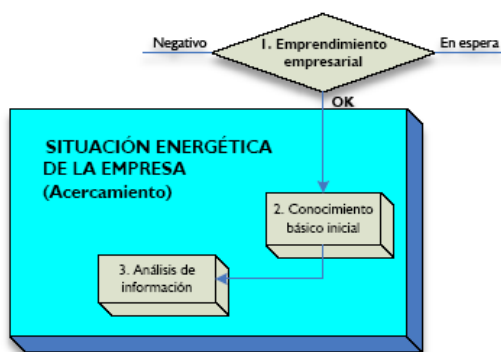 Negativo
1. Emprendimiento
empresarial
En espera
OK
SITUACIÓN ENERGÉTICA
DE LA EMPRESA
(Acercamiento)
2. Conocimiento
básico inicial
3. Análisis de
información